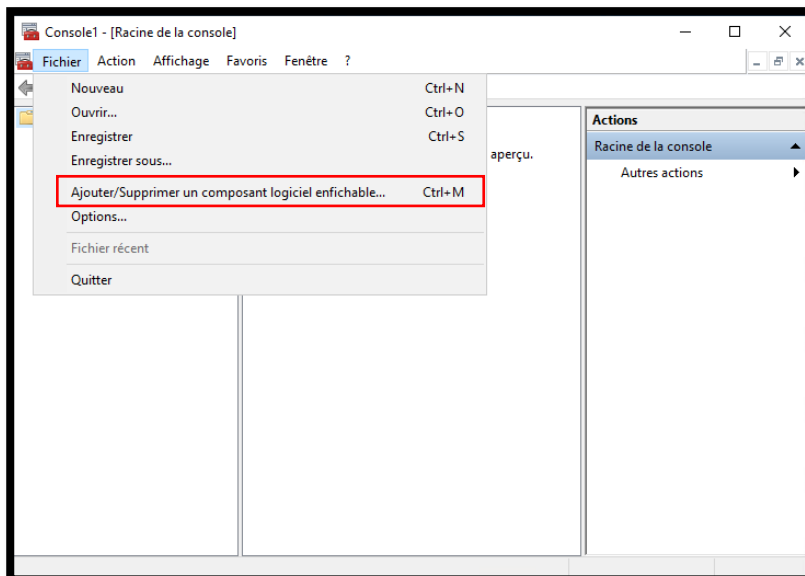 Console1 - [Racine de la console]
Fichier Action Affichage Favoris Fenêtre ?
Nouveau Ctrl+N
Ouvrir... Ctrl+O
Enregistrer Ctrl+S
Enregistrer sous...
Ajouter/Supprimer un composant logiciel enfichable... Ctrl+M
Options...
Fichier récent
Quitter
aperçu.
Actions
Racine de la console
Autres actions